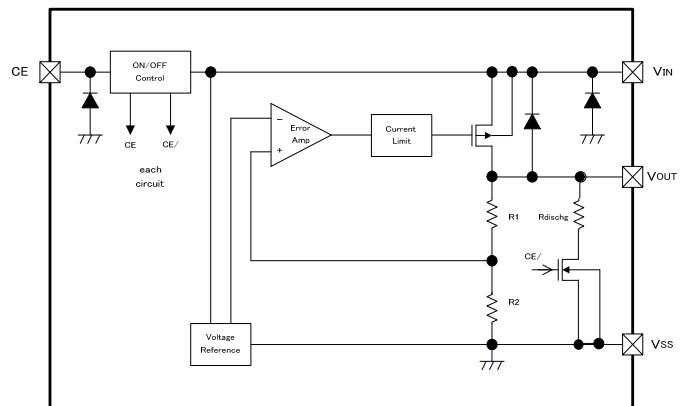 CE
ON/OFF
Control
VIN
CE
CE/
each
circuit
−
Error
Amp
+
Current
Limit
VOUT
R1
Rdischg
CE/
R2
Voltage
Reference
VSS